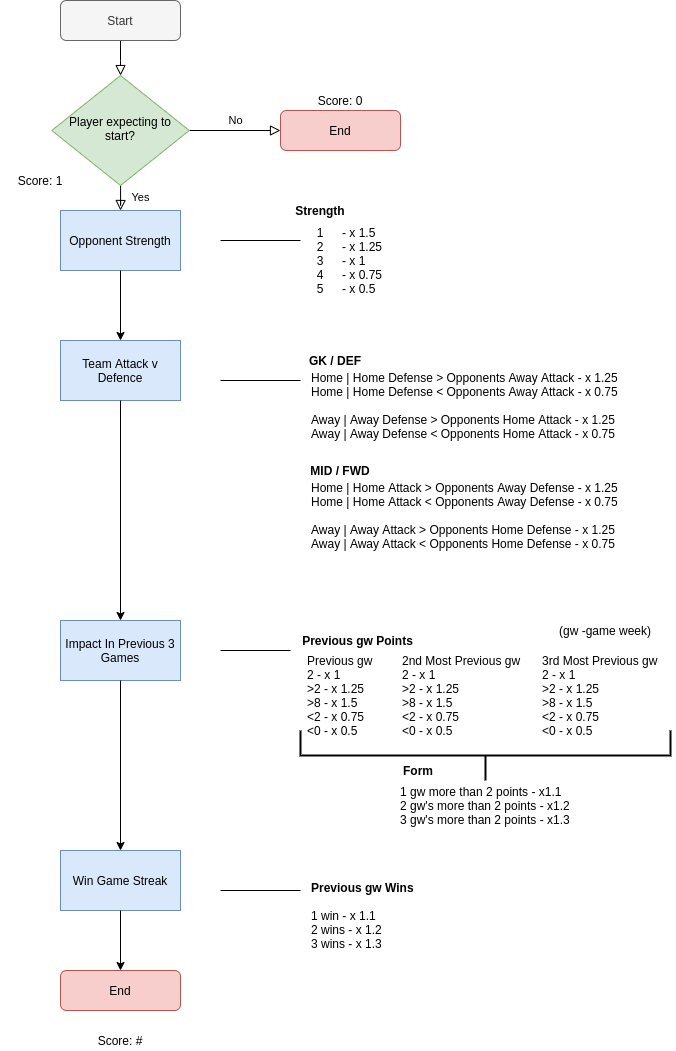 Start
Player expecting to
start?
No
Score: 0
End
Score: 1
Yes
Opponent Strength
Strength
1 - x 1.5
2 - x 1.25
3 - x 1
4 - x 0.75
5 - x 0.5
Team Attack v
Defence
GK / DEF
Home | Home Defense > Opponents Away Attack - x 1.25
Home | Home Defense < Opponents Away Attack - x 0.75
Away | Away Defense > Opponents Home Attack - x 1.25
Away | Away Defense < Opponents Home Attack - x 0.75
MID / FWD
Home | Home Attack > Opponents Away Defense - x 1.25
Home | Home Attack < Opponents Away Defense - x 0.75
Away | Away Attack > Opponents Home Defense - x 1.25
Away | Away Attack < Opponents Home Defense - x 0.75
Impact In Previous 3
Games
(gw -game week)
Previous gw Points
Previous gw 2nd Most Previous gw 3rd Most Previous gw
2 - x 1 2 - x 1 2 - x 1
>2 - x 1.25 >2 - x 1.25 >2 - x 1.25
>8 - x 1.5 >8 - x 1.5 >8 - x 1.5
<2 - x 0.75 <2 - x 0.75 <2 - x 0.75
<0 - x 0.5 <0 - x 0.5 <0 - x 0.5
Form
1 gw more than 2 points - x1.1
2 gw's more than 2 points - x1.2
3 gw's more than 2 points - x1.3
Win Game Streak
Previous gw Wins
1 win - x 1.1
2 wins - x 1.2
3 wins - x 1.3
End
Score: #